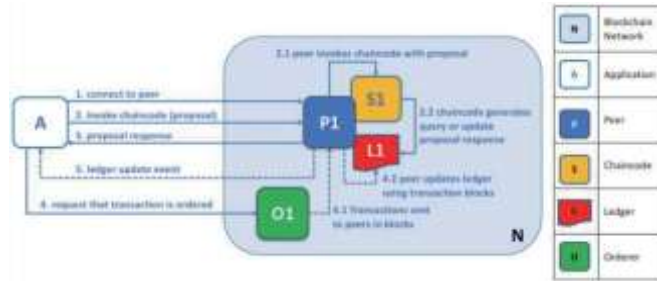 2.1 peer invokes chaincode with proposal
1. connect to peer
2. invoke chaincode (proposal)
3. proposal response
5. ledger update event
4. request that transaction is ordered
A
P1
S1
L1
O1
2.2 chaincode generates
query or update
proposal response
4.2 peer updates ledger
using transaction blocks
4.1 Transactions sent
to peers in blocks
N
N
Blockchain
Network
A
Application
P
Peer
S
Chaincode
Ledger
Orderer